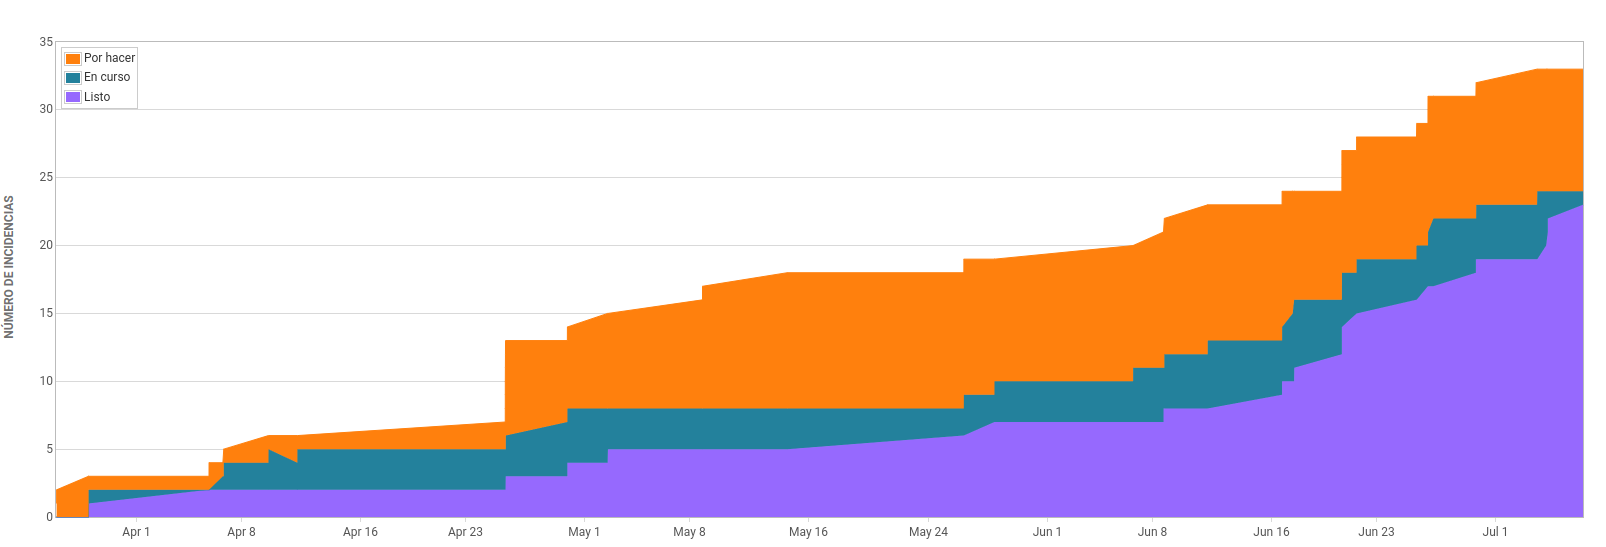 NÚMERO DE INCIDENCIAS
35
30
25
20
15
10
5
0
Por hacer
En curso
Listo
Apr 1 Apr 8 Apr 16 Apr 23 May 1 May 8 May 16 May 24 Jun 1 Jun 8 Jun 16 Jun 23 Jul 1